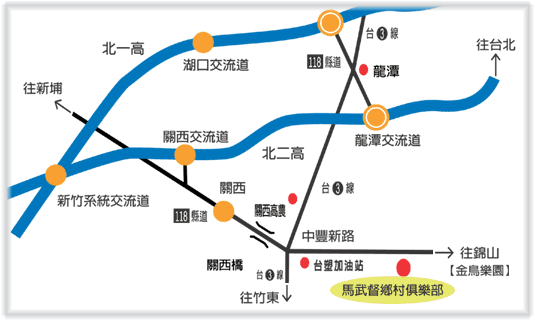 台3線
往台北
北一高
湖口交流道
118縣道
龍潭
往新埔
關西交流道
龍潭交流道
北二高
新竹系統交流道
關西
台3線
118縣道
關西高農
中豐新路
關西橋
台塑加油站
往錦山
【金鳥樂園】
台3線
馬武督鄉村俱樂部
往竹東